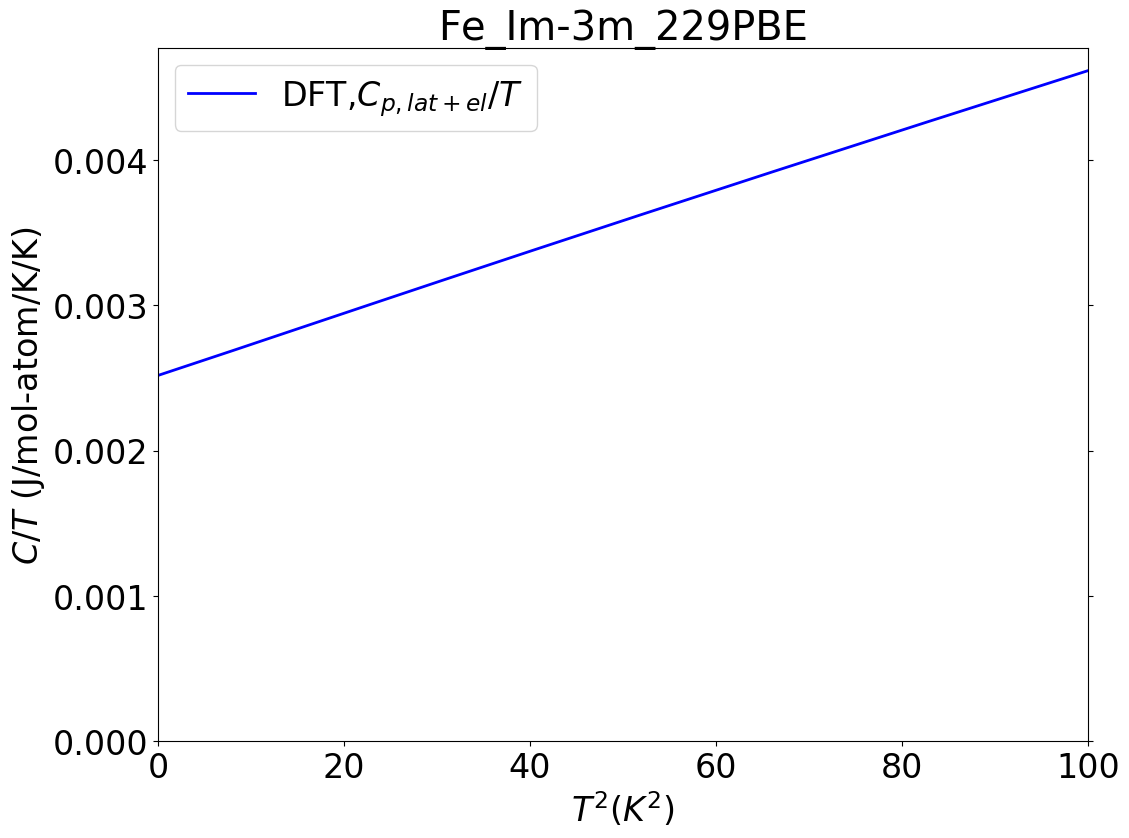 Fe_Im-3m_229PBE
DFT,$C_{p,lat+el}/T$
C/T (J/mol-atom/K/K)
0.004
0.003
0.002
0.001
0.000
0 20 40 60 80 100
$T^2(K^2)$